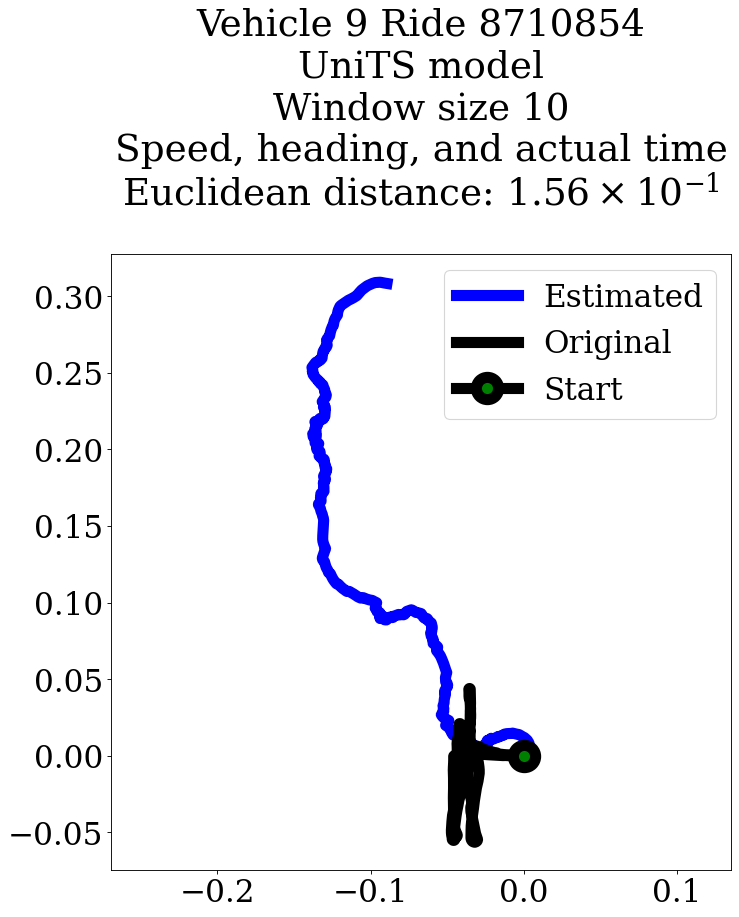 Vehicle 9 Ride 8710854
UniTS model
Window size 10
Speed, heading, and actual time
Euclidean distance: 1.56 × 10⁻¹
Estimated
Original
Start
0.30
0.25
0.20
0.15
0.10
0.05
0.00
−0.05
−0.2
−0.1
0.0
0.1